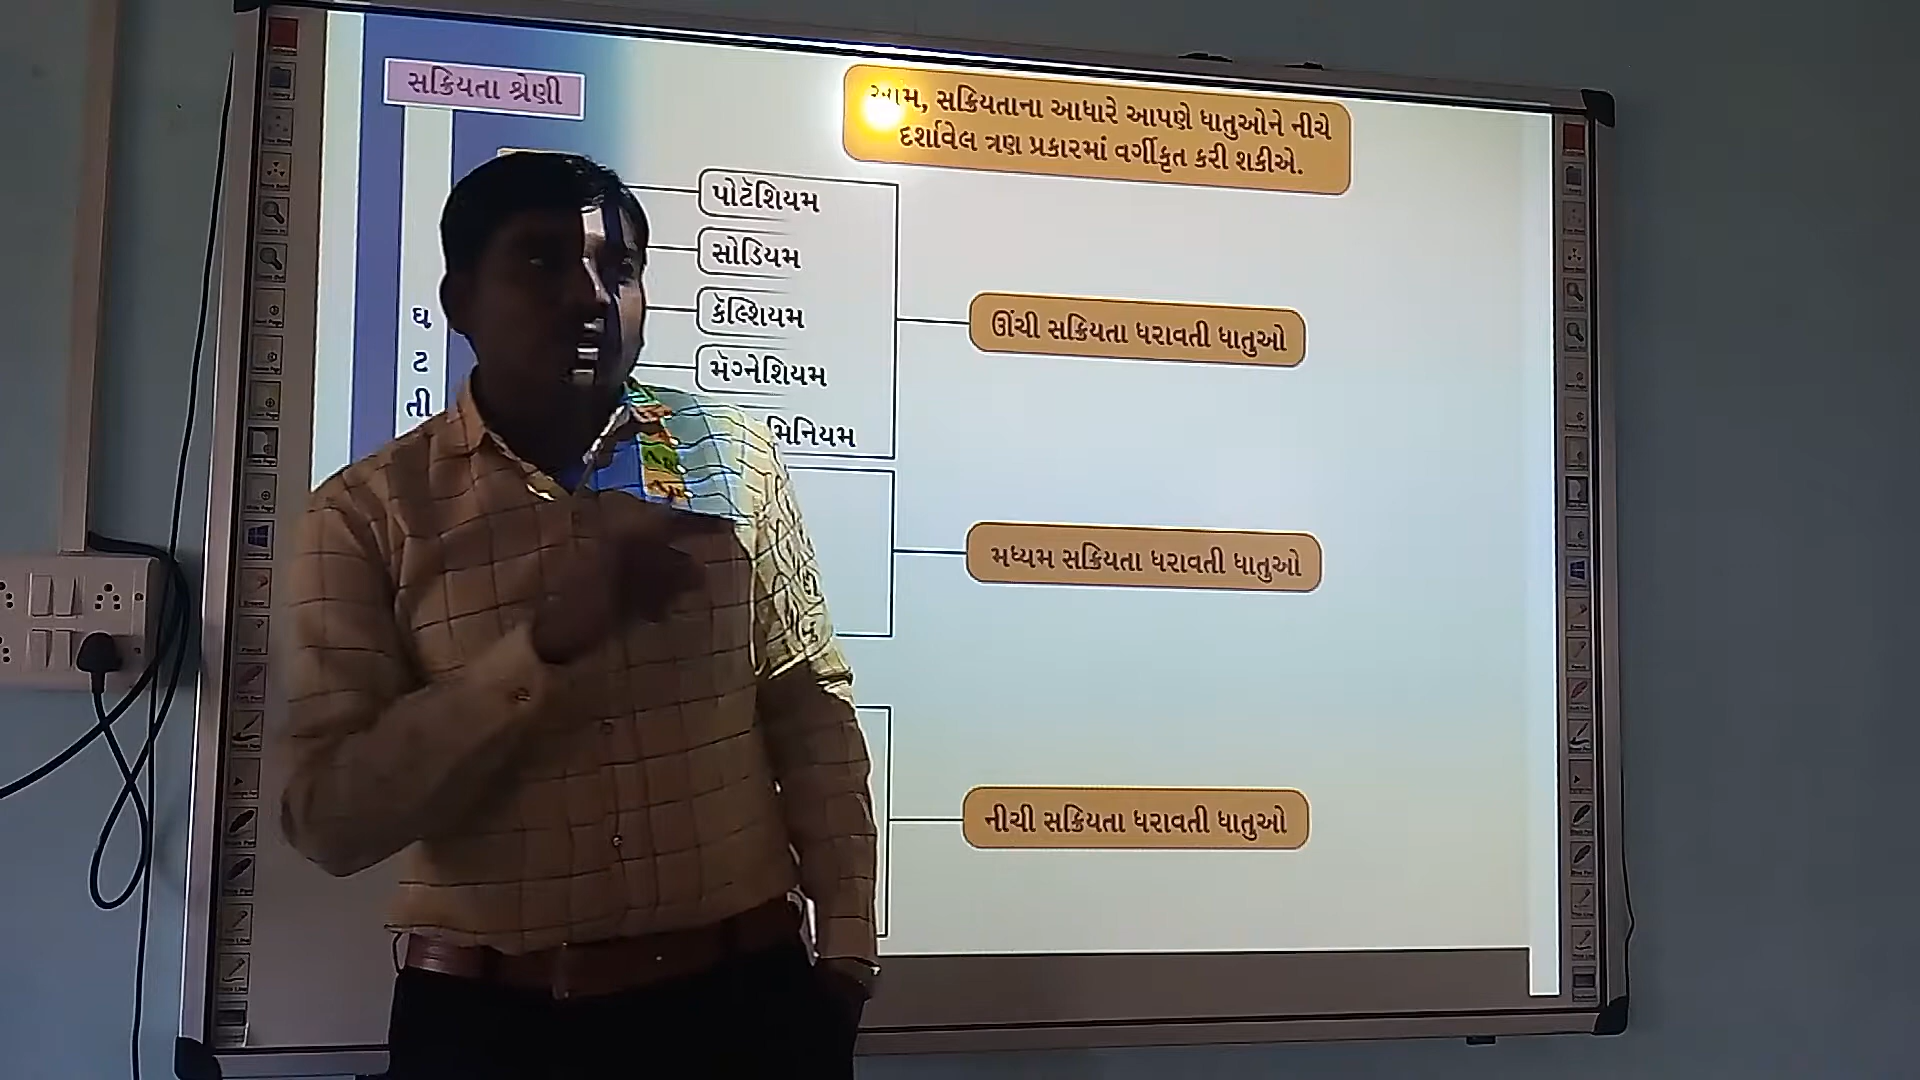 સક્રિયતા શ્રેણી
આમ, સક્રિયતાના આધારે આપણે ધાતુઓને નીચે
દર્શાવેલ ત્રણ પ્રકારમાં વર્ગીકૃત કરી શકીએ.
પોટૅશિયમ
સોડિયમ
કૅલ્શિયમ
મૅગ્નેશિયમ
મિનિયમ
ઘ
ટ
તી
ઊંચી સક્રિયતા ધરાવતી ધાતુઓ
મધ્યમ સક્રિયતા ધરાવતી ધાતુઓ
નીચી સક્રિયતા ધરાવતી ધાતુઓ